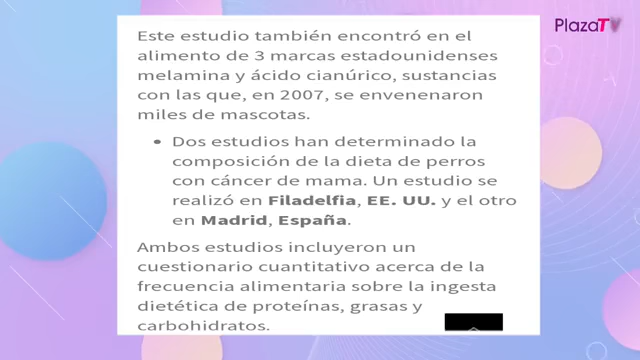 PlazaTV
Este estudio también encontró en el
alimento de 3 marcas estadounidenses
melamina y ácido cianúrico, sustancias
con las que, en 2007, se envenenaron
miles de mascotas.
• Dos estudios han determinado la
composición de la dieta de perros
con cáncer de mama. Un estudio se
realizó en Filadelfia, EE. UU. y el otro
en Madrid, España.
Ambos estudios incluyeron un
cuestionario cuantitativo acerca de la
frecuencia alimentaria sobre la ingesta
dietética de proteínas, grasas y
carbohidratos.